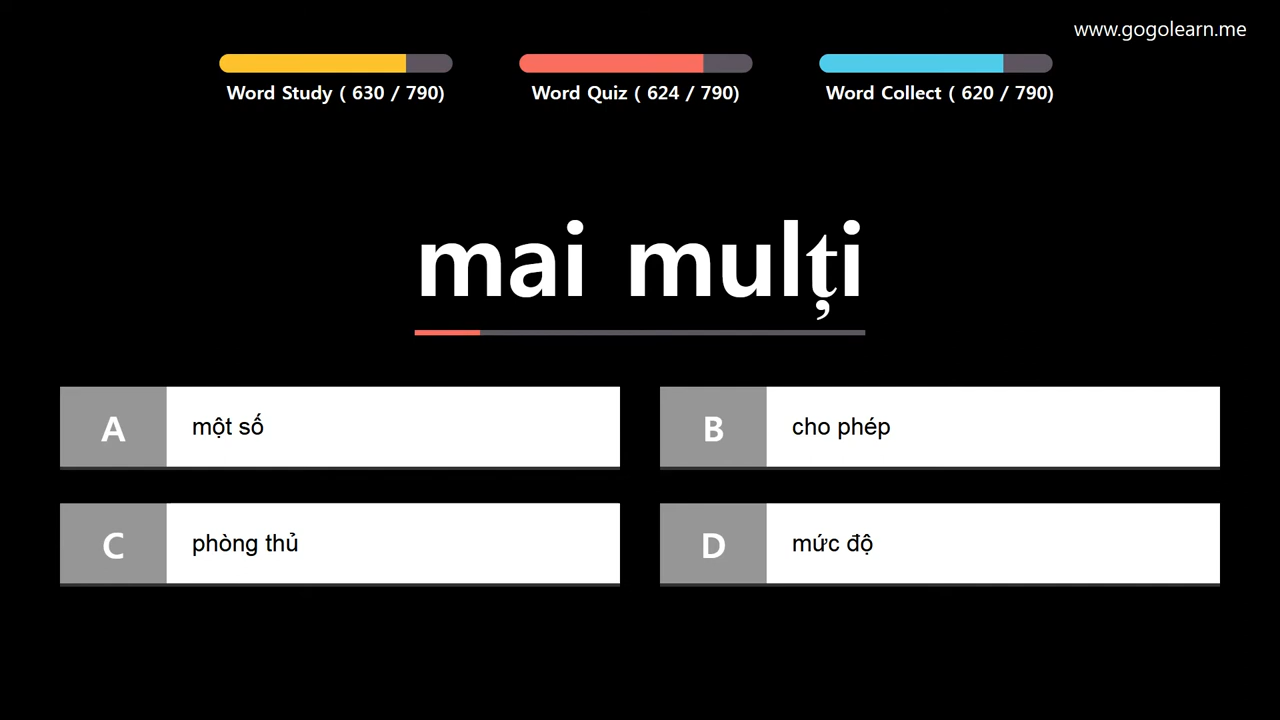 www.gogolearn.me
Word Study ( 630 / 790)
Word Quiz ( 624 / 790)
Word Collect ( 620 / 790)
mai mulți
A một số
B cho phép
C phòng thủ
D mức độ